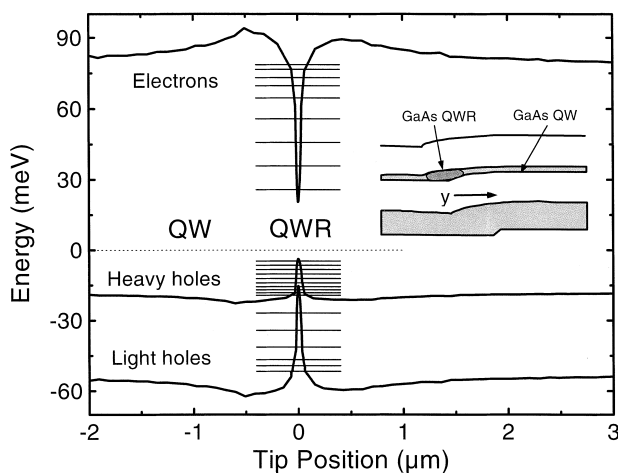 90
60
30
0
-30
-60
Energy (meV)
Electrons
GaAs QWR
GaAs QW
y
QW
QWR
Heavy holes
Light holes
-2
-1
0
1
2
3
Tip Position (μm)